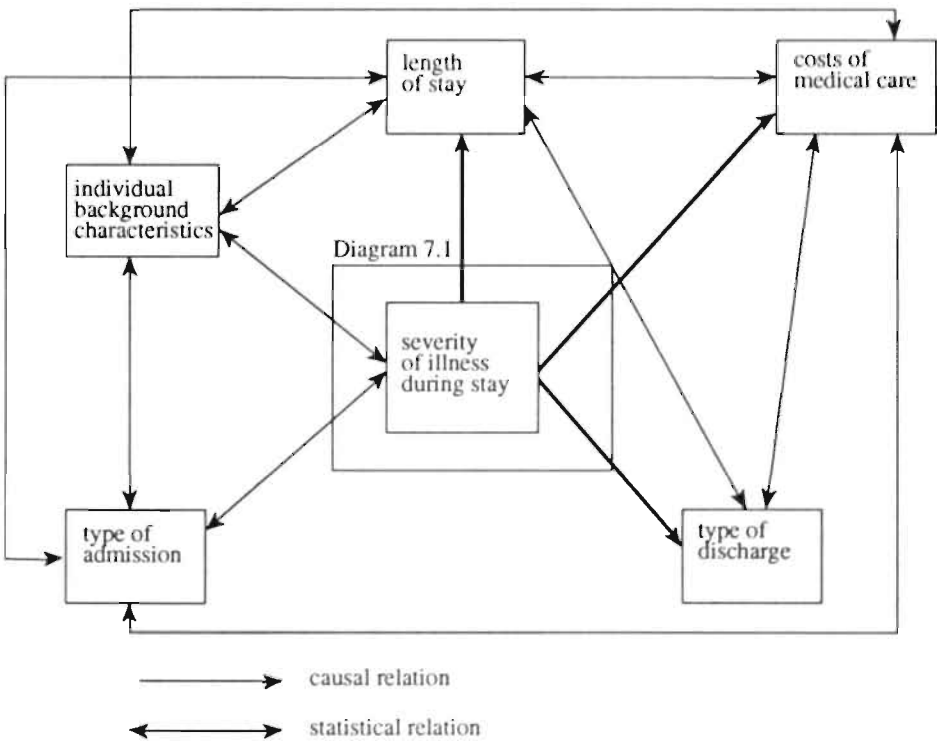 length
of stay
costs of
medical care
individual
background
characteristics
Diagram 7.1
severity
of illness
during stay
type of
admission
type of
discharge
causal relation
statistical relation